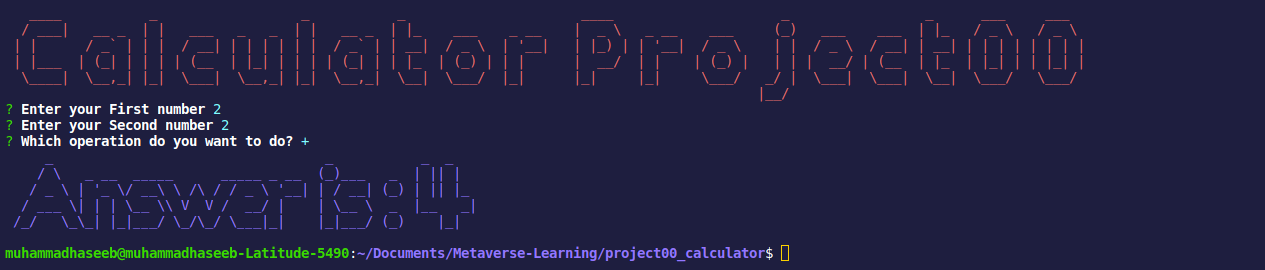 Calculator Project00
? Enter your First number 2
? Enter your Second number 2
? Which operation do you want to do? +
Answer is: 4
muhammadhaseeb@muhammadhaseeb-Latitude-5490:~/Documents/Metaverse-Learning/project00_calculator$